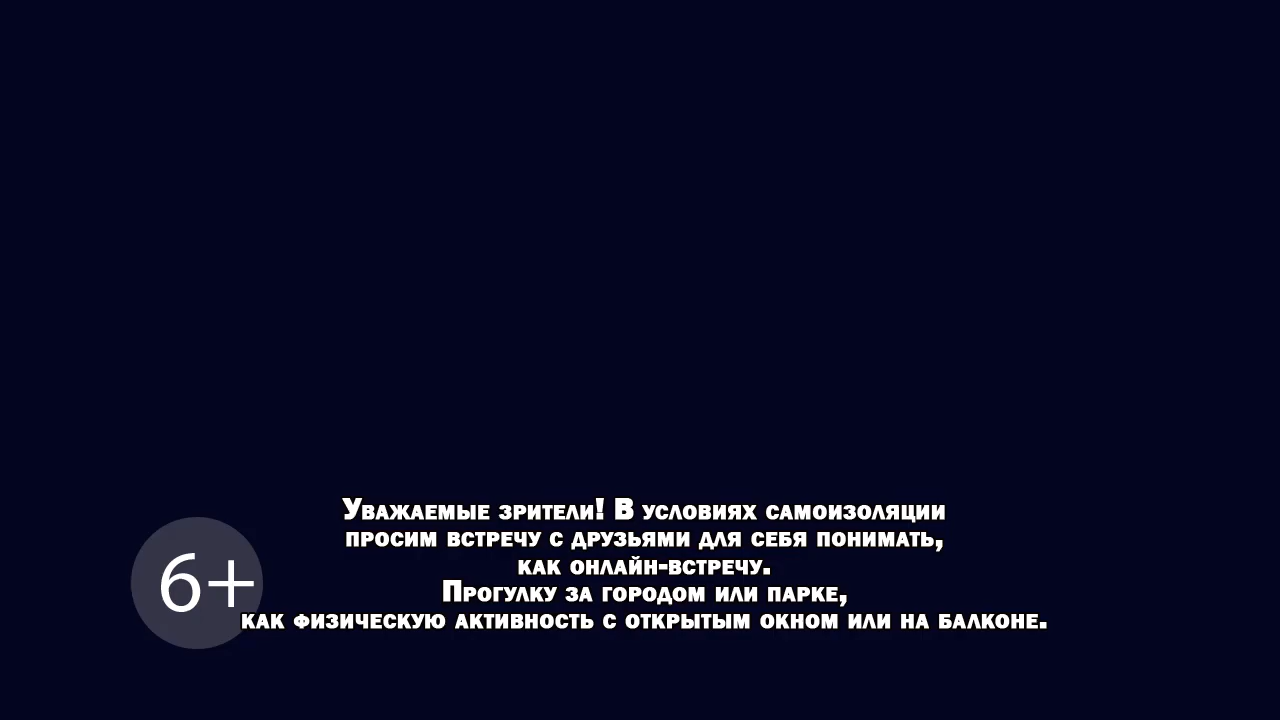 Уважаемые зрители! В условиях самоизоляции
просим встречу с друзьями для себя понимать,
как онлайн-встречу.
Прогулку за городом или парке,
6+
как физическую активность с открытым окном или на балконе.